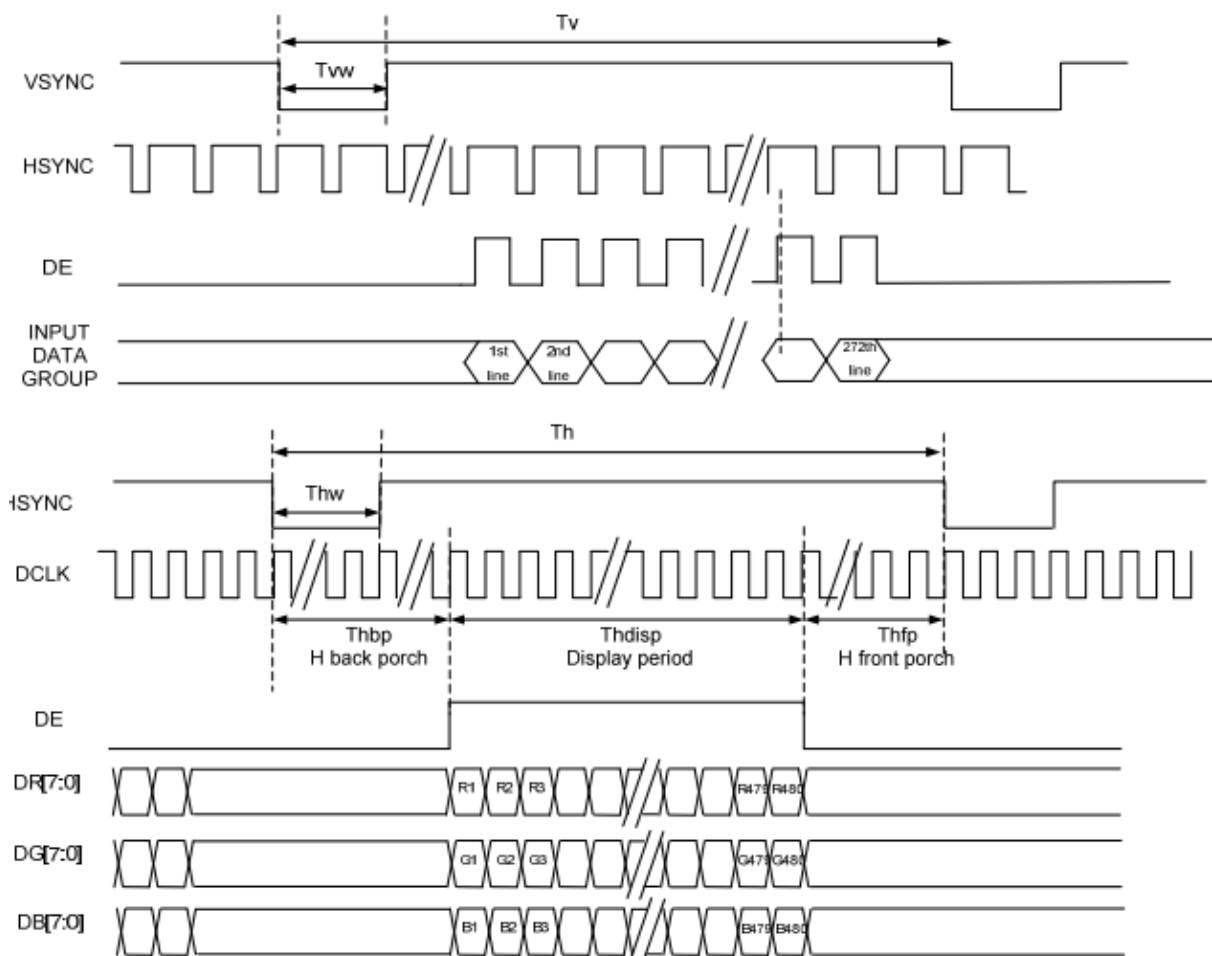 Tv
VSYNC
Tvw
HSYNC
DE
INPUT
DATA
GROUP
1st
line
2nd
line
272th
line
Th
HSYNC
Thw
DCLK
Thbp
H back porch
Thdisp
Display period
Thfp
H front porch
DE
DR[7:0]
R1 R2 R3 R479 R480
DG[7:0]
G1 G2 G3 G479 G480
DB[7:0]
B1 B2 B3 B479 B480